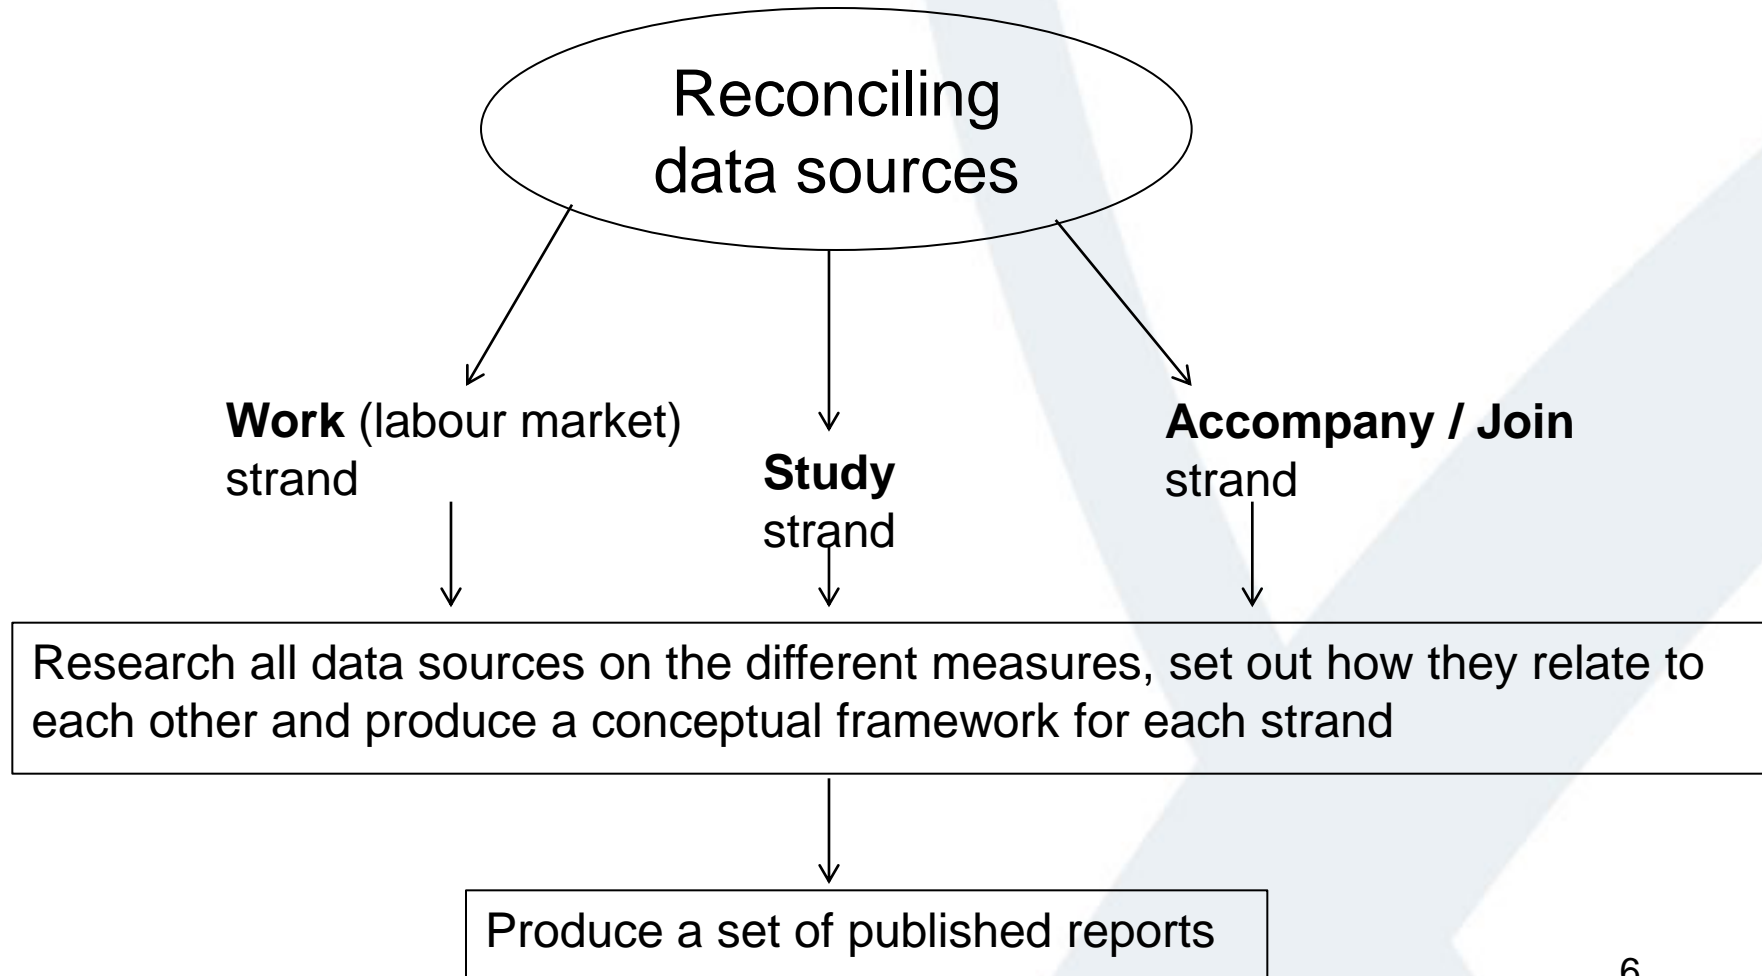 Reconciling
data sources
Work (labour market)
strand
Study
strand
Accompany / Join
strand
Research all data sources on the different measures, set out how they relate to
each other and produce a conceptual framework for each strand
Produce a set of published reports
6